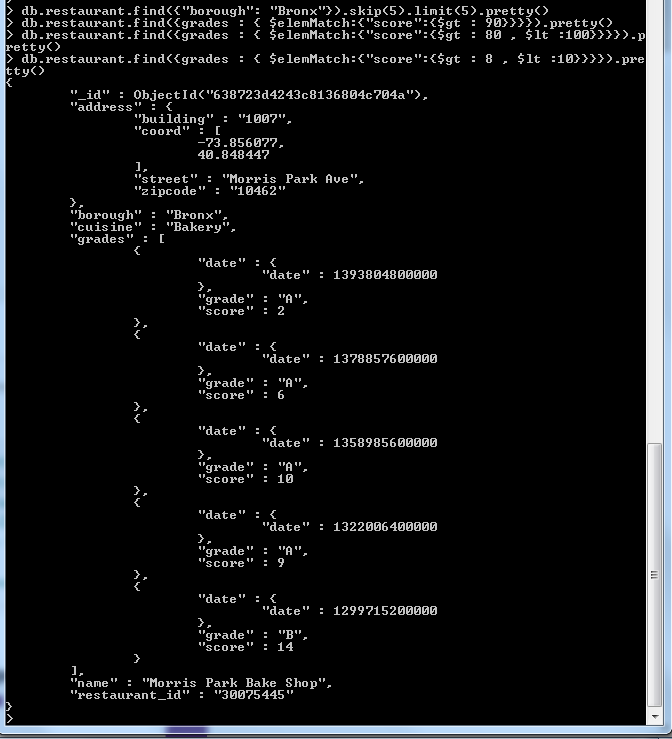 > db.restaurant.find({"borough": "Bronx"}).skip(5).limit(5).pretty()
> db.restaurant.find({grades : { $elemMatch:{"score":{$gt : 90}}}}).pretty()
> db.restaurant.find({grades : { $elemMatch:{"score":{$gt : 80 , $lt :100}}}}).p
retty()
> db.restaurant.find({grades : { $elemMatch:{"score":{$gt : 8 , $lt :10}}}}).pre
tty()
{
"_id" : ObjectId("638723d4243c8136804c704a"),
"address" : {
"building" : "1007",
"coord" : [
-73.856077,
40.848447
],
"street" : "Morris Park Ave",
"zipcode" : "10462"
},
"borough" : "Bronx",
"cuisine" : "Bakery",
"grades" : [
{
"date" : {
"date" : 1393804800000
},
"grade" : "A",
"score" : 2
},
{
"date" : {
"date" : 1378857600000
},
"grade" : "A",
"score" : 6
},
{
"date" : {
"date" : 1358985600000
},
"grade" : "A",
"score" : 10
},
{
"date" : {
"date" : 1322006400000
},
"grade" : "A",
"score" : 9
},
{
"date" : {
"date" : 1299715200000
},
"grade" : "B",
"score" : 14
}
],
"name" : "Morris Park Bake Shop",
"restaurant_id" : "30075445"
}
>